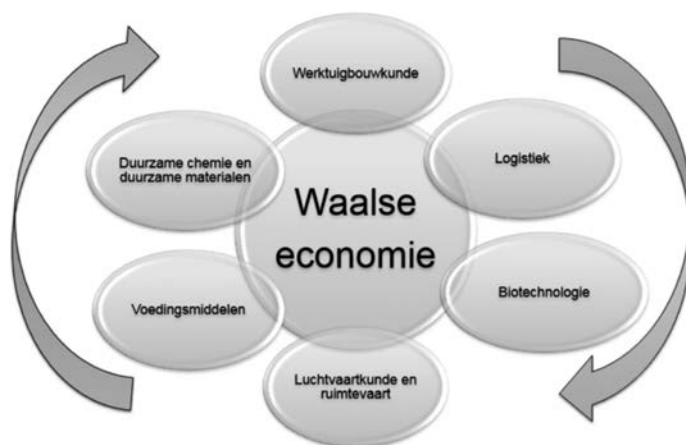 Werktuigbouwkunde
Logistiek
Duurzame chemie en
duurzame materialen
Waalse
economie
Biotechnologie
Voedingsmiddelen
Luchtvaartkunde en
ruimtevaart